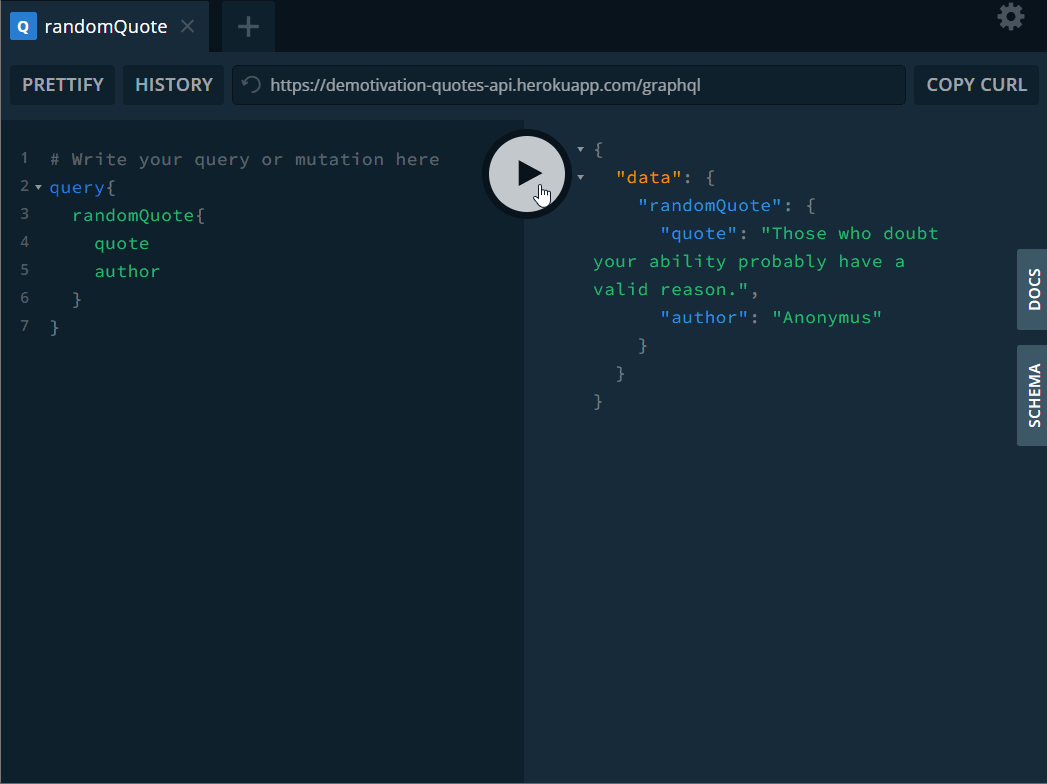 Q randomQuote
PRETTIFY HISTORY https://demotivation-quotes-api.herokuapp.com/graphql COPY CURL
1 # Write your query or mutation here
2 query{
3 randomQuote{
4 quote
5 author
6 }
7 }
{
"data": {
"randomQuote": {
"quote": "Those who doubt
your ability probably have a
valid reason.",
"author": "Anonymus"
}
}
}
DOCS
SCHEMA